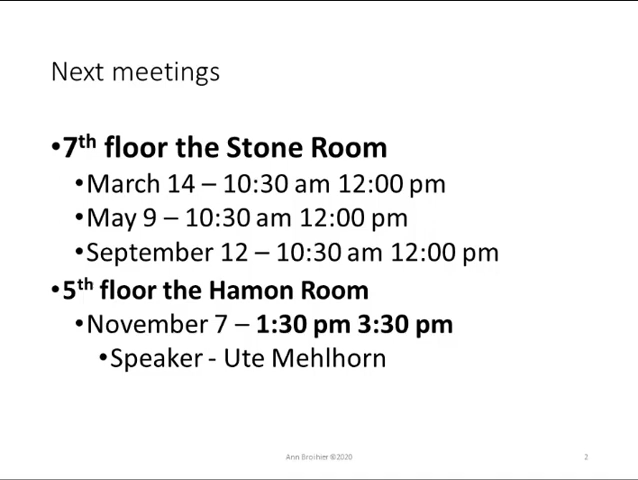 Next meetings
•7th floor the Stone Room
•March 14 – 10:30 am 12:00 pm
•May 9 – 10:30 am 12:00 pm
•September 12 – 10:30 am 12:00 pm
•5th floor the Hamon Room
•November 7 – 1:30 pm 3:30 pm
•Speaker - Ute Mehlhorn
Ann Broihier ©2020
2